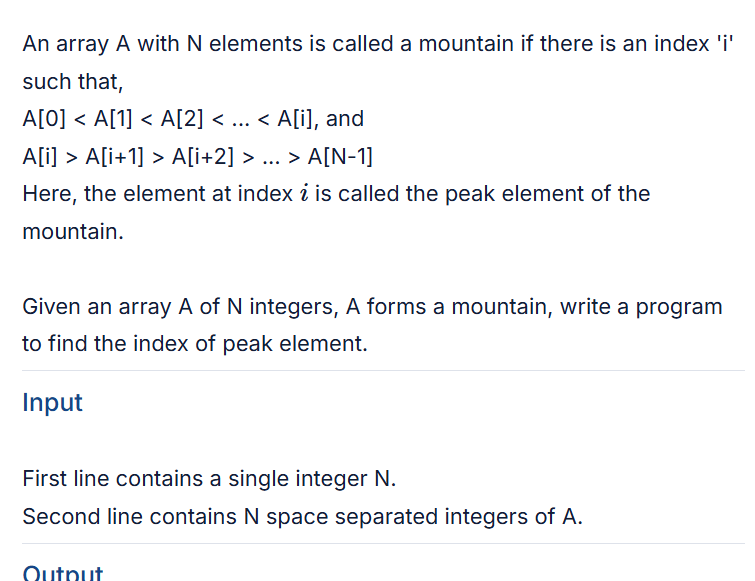 An array A with N elements is called a mountain if there is an index 'i'
such that,
A[0] < A[1] < A[2] < ... < A[i], and
A[i] > A[i+1] > A[i+2] > ... > A[N-1]
Here, the element at index i is called the peak element of the
mountain.
Given an array A of N integers, A forms a mountain, write a program
to find the index of peak element.
Input
First line contains a single integer N.
Second line contains N space separated integers of A.
Output